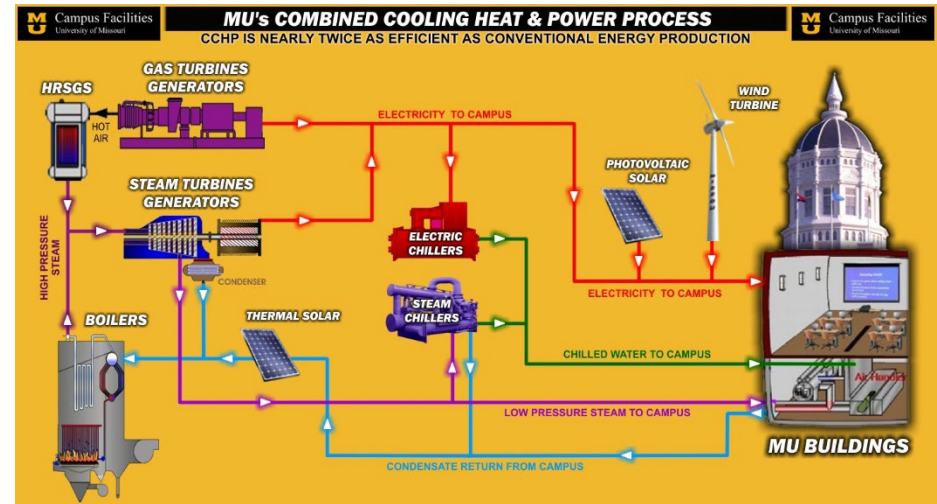 MU
Campus Facilities
University of Missouri
MU's COMBINED COOLING HEAT & POWER PROCESS
CCHP IS NEARLY TWICE AS EFFICIENT AS CONVENTIONAL ENERGY PRODUCTION
MU
Campus Facilities
University of Missouri
GAS TURBINES
GENERATORS
HRSGS
HOT
AIR
ELECTRICITY TO CAMPUS
WIND
TURBINE
PHOTOVOLTAIC
SOLAR
STEAM TURBINES
GENERATORS
HIGH PRESSURE
STEAM
ELECTRIC
CHILLERS
CONDENSER
ELECTRICITY TO CAMPUS
STEAM
CHILLERS
BOILERS
THERMAL SOLAR
CHILLED WATER TO CAMPUS
Air Handler
LOW PRESSURE STEAM TO CAMPUS
MU BUILDINGS
CONDENSATE RETURN FROM CAMPUS